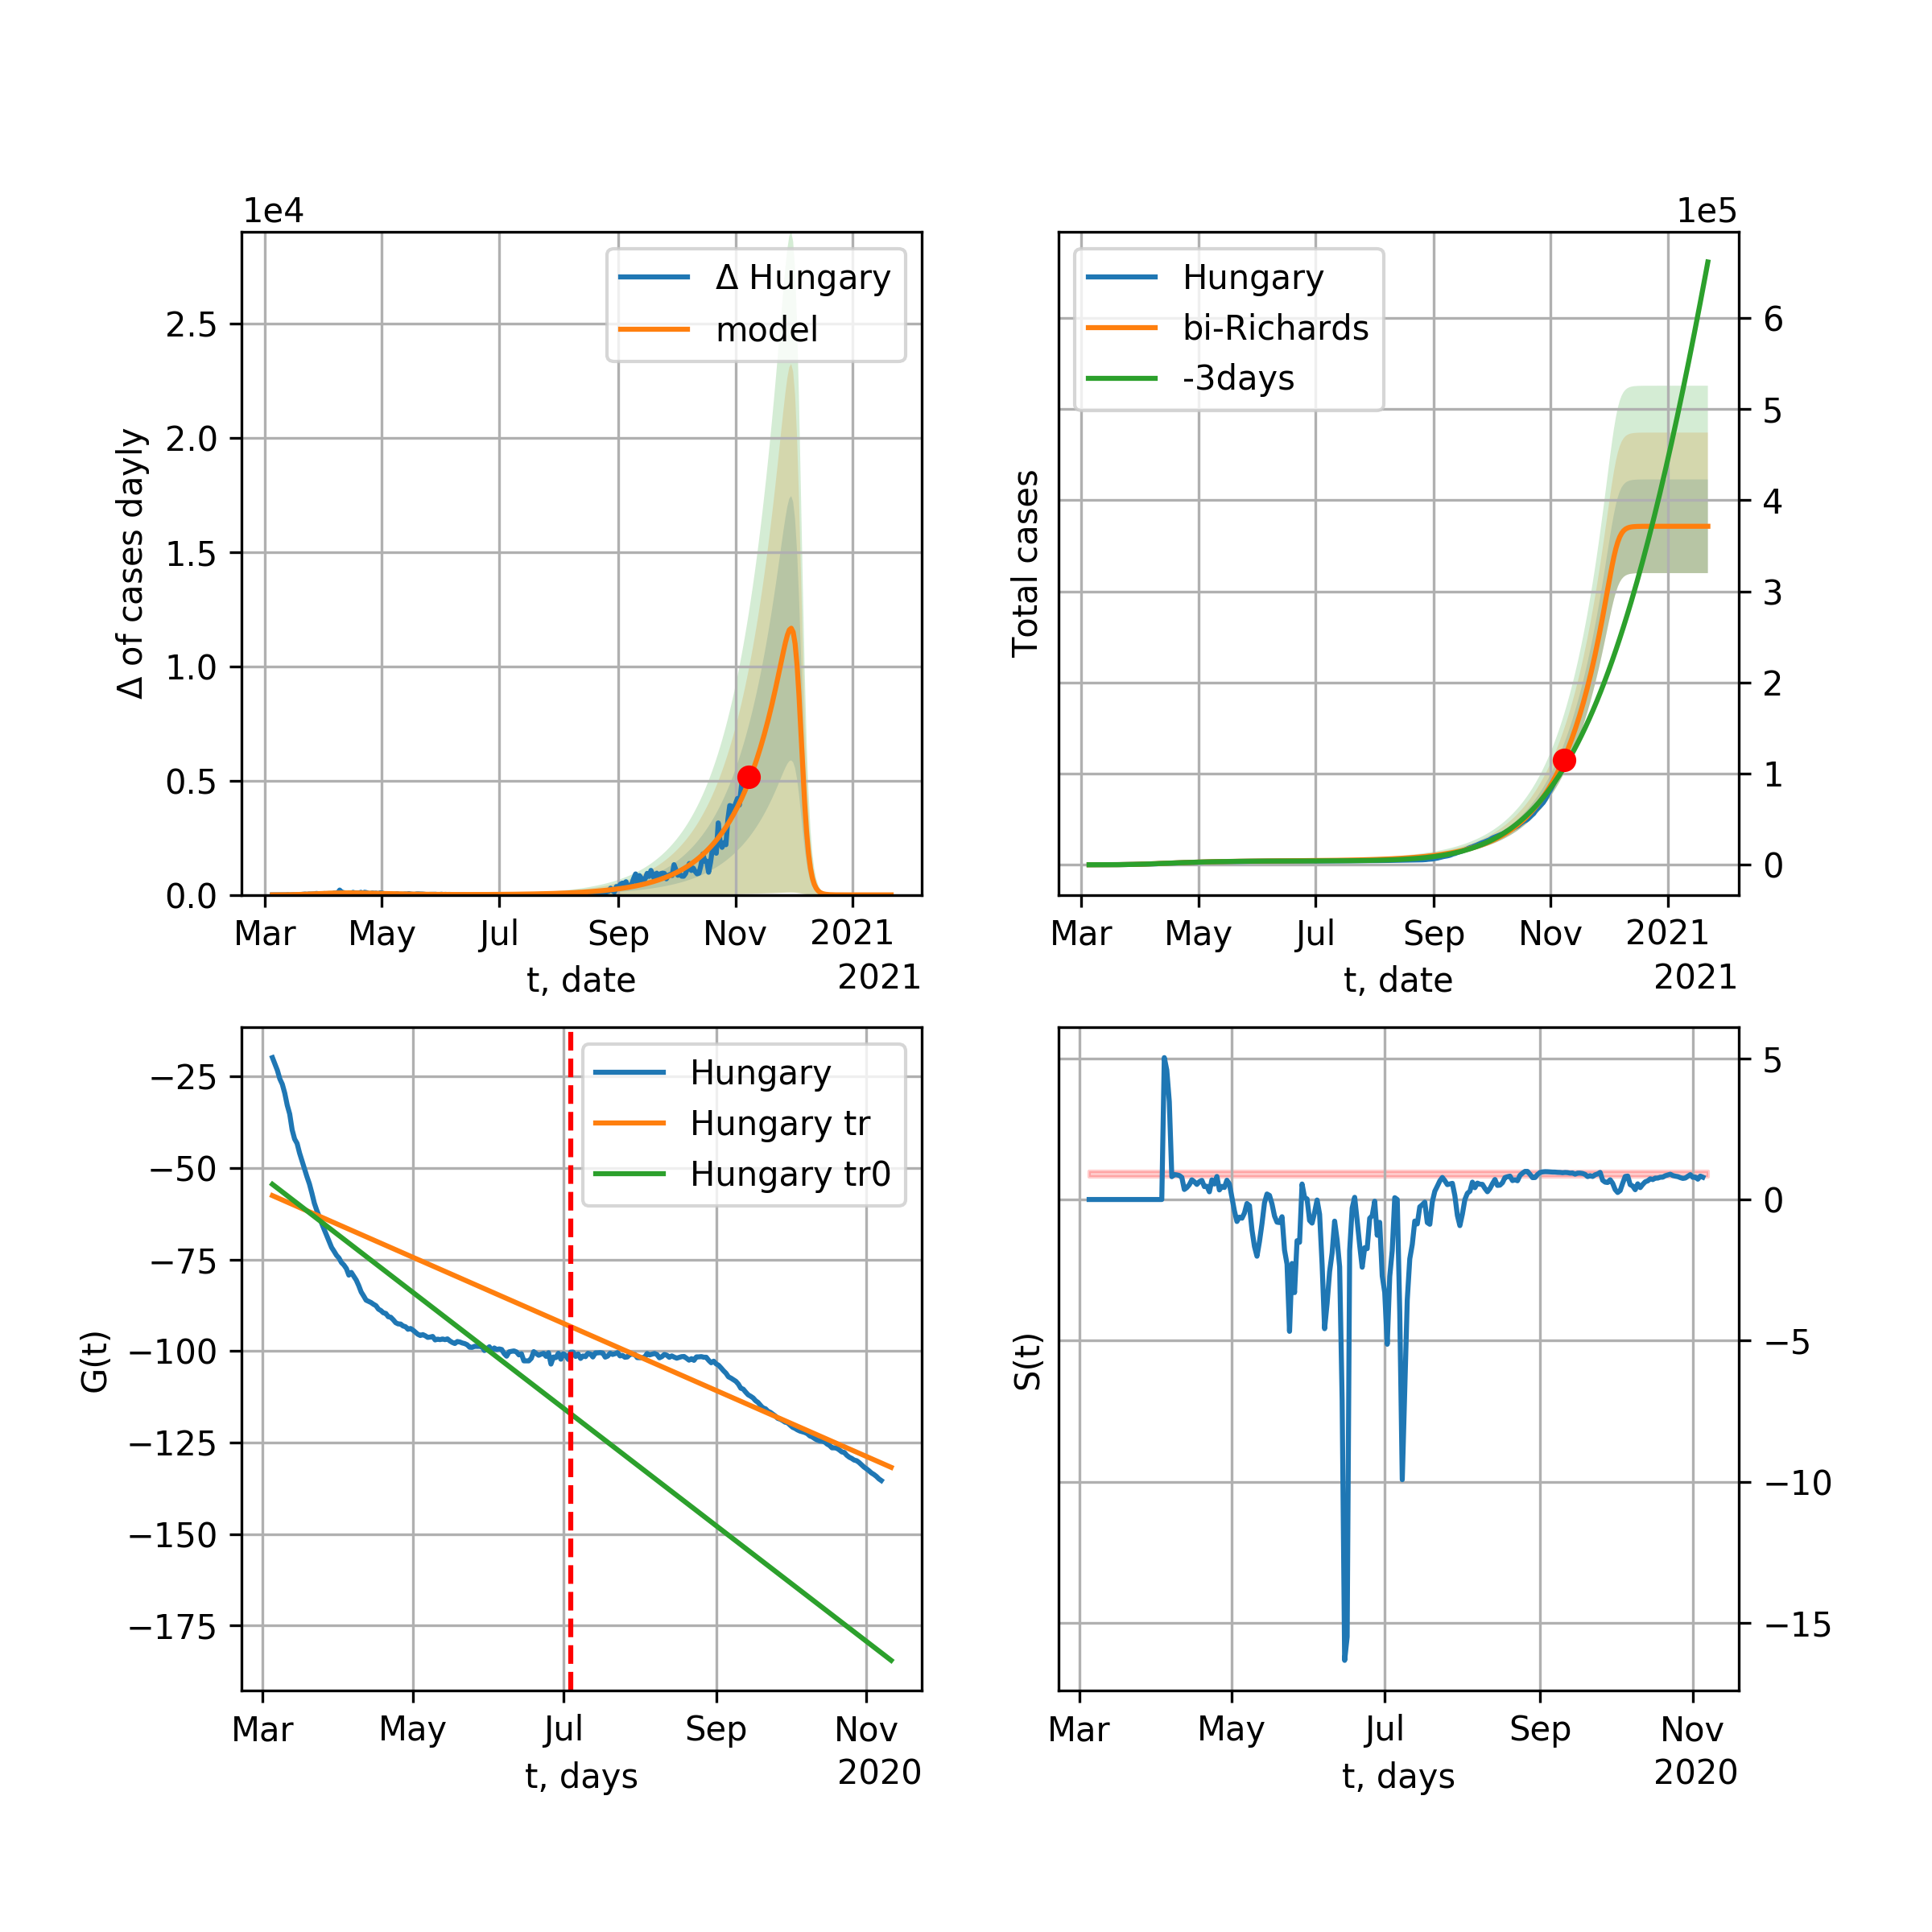 1e4
Δ of cases dayly
2.5
2.0
1.5
1.0
0.5
0.0
Δ Hungary
model
Mar May Jul Sep Nov 2021
t, date
2021
1e5
Total cases
Hungary
bi-Richards
-3days
6
5
4
3
2
1
0
Mar May Jul Sep Nov 2021
t, date
2021
G(t)
−25
−50
−75
−100
−125
−150
−175
Hungary
Hungary tr
Hungary tr0
Mar May Jul Sep Nov
t, days
2020
S(t)
5
0
−5
−10
−15
Mar May Jul Sep Nov
t, days
2020